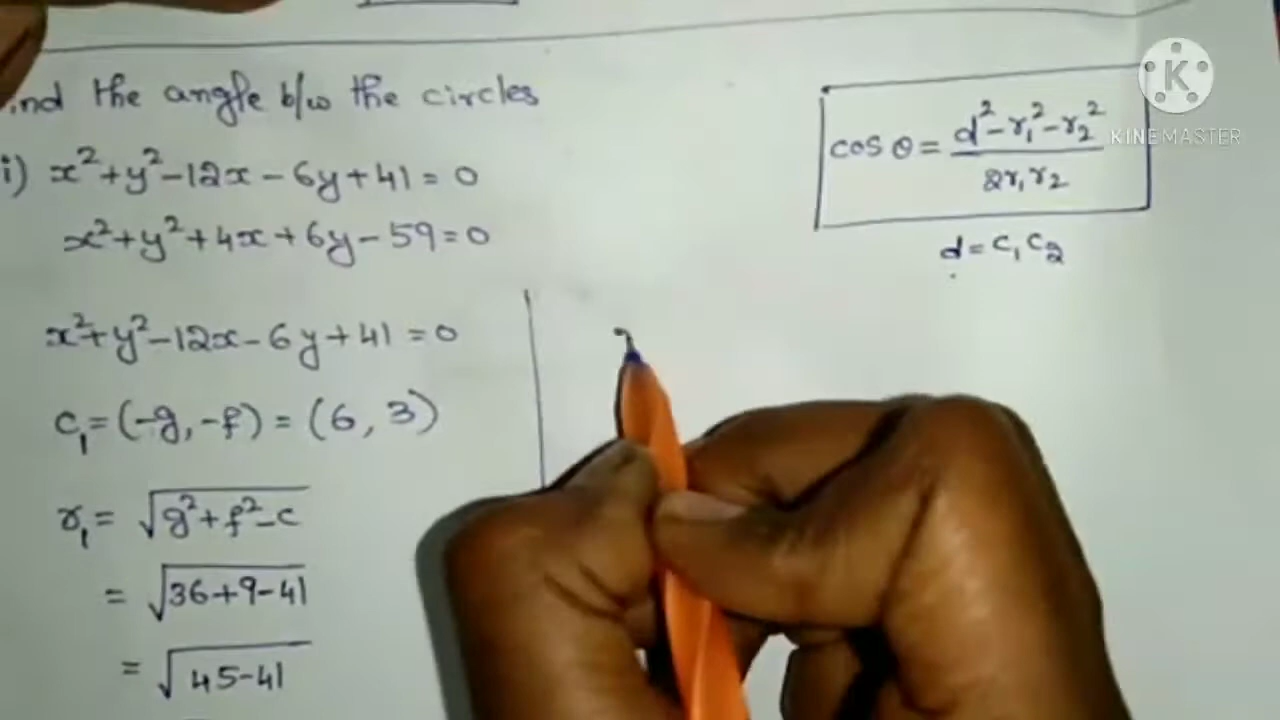 ind the angle b/w the circles
i) x²+y²-12x-6y+41=0
x²+y²+4x+6y-59=0
cos θ = (d²-r₁²-r₂²)/(2r₁r₂)
d=c₁c₂
x²+y²-12x-6y+41=0
c₁=(-g,-f)=(6,3)
r₁=√(g²+f²-c)
=√(36+9-41)
=√(45-41)
K
KINEMASTER